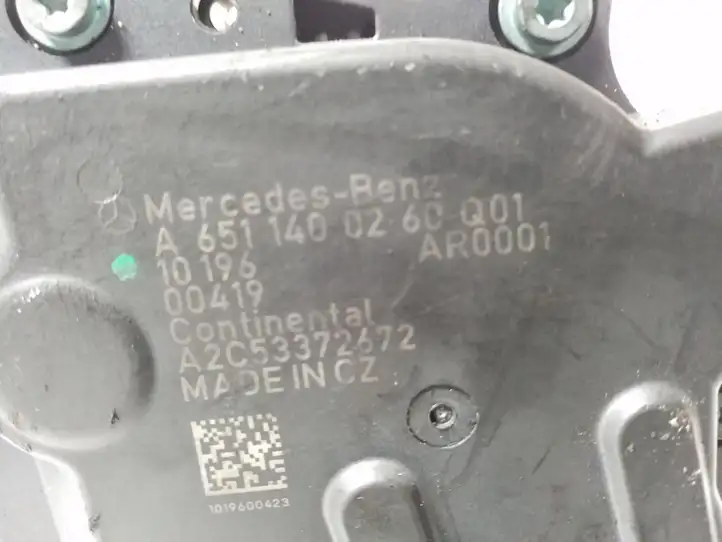 Mercedes-Benz
A 651 140 02 60 Q01
10 196 AR0001
00419
Continental
A2C53372672
MADE IN CZ
1019600423